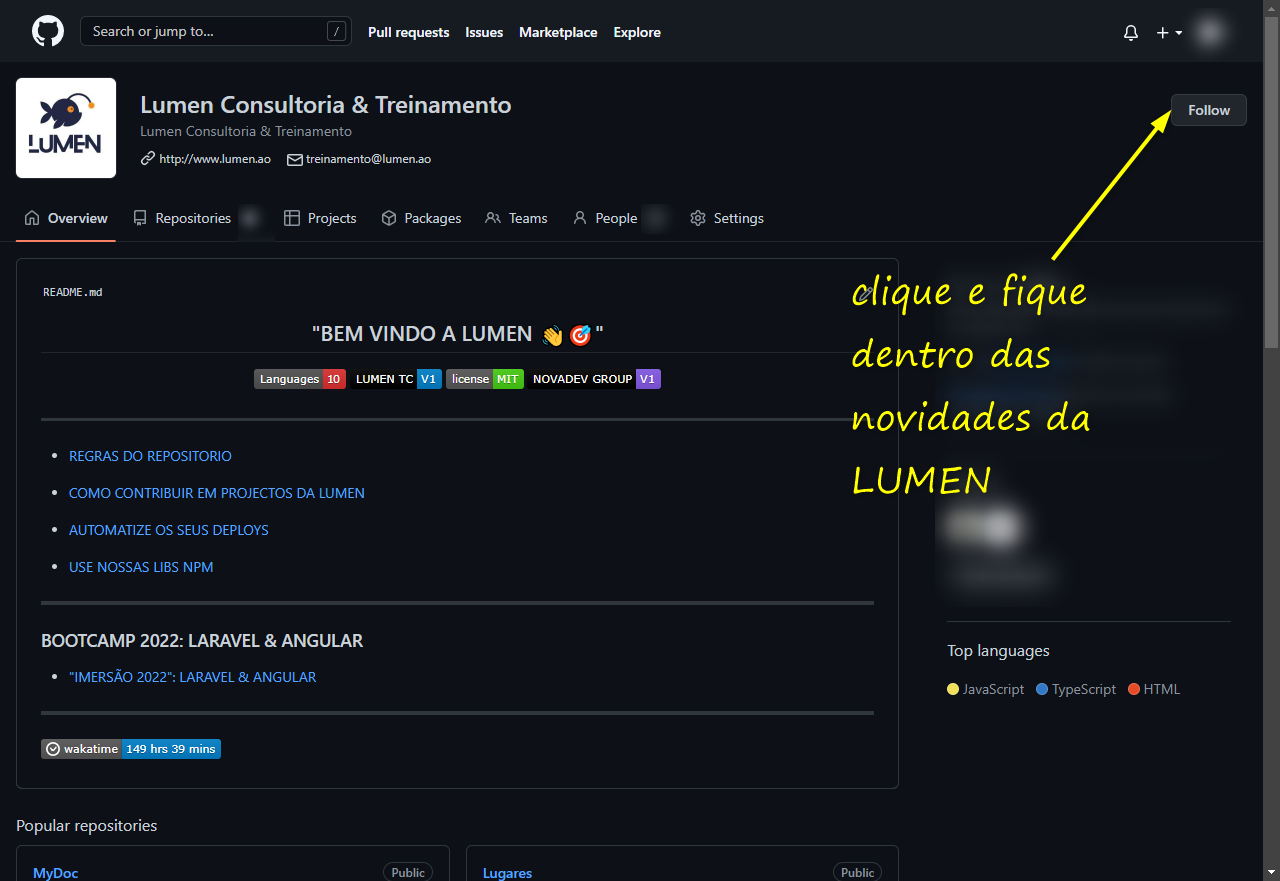 Search or jump to... /
Pull requests Issues Marketplace Explore
LUMEN
Lumen Consultoria & Treinamento
Lumen Consultoria & Treinamento
http://www.lumen.ao treinamento@lumen.ao
Follow
Overview Repositories Projects Packages Teams People Settings
README.md
"BEM VINDO A LUMEN 👋🎯"
Languages 10 LUMEN TC V1 license MIT NOVADEV GROUP V1
REGRAS DO REPOSITORIO
COMO CONTRIBUIR EM PROJECTOS DA LUMEN
AUTOMATIZE OS SEUS DEPLOYS
USE NOSSAS LIBS NPM
BOOTCAMP 2022: LARAVEL & ANGULAR
"IMERSÃO 2022": LARAVEL & ANGULAR
wakatime 149 hrs 39 mins
clique e fique
dentro das
novidades da
LUMEN
Top languages
JavaScript TypeScript HTML
Popular repositories
MyDoc Public
Lugares Public